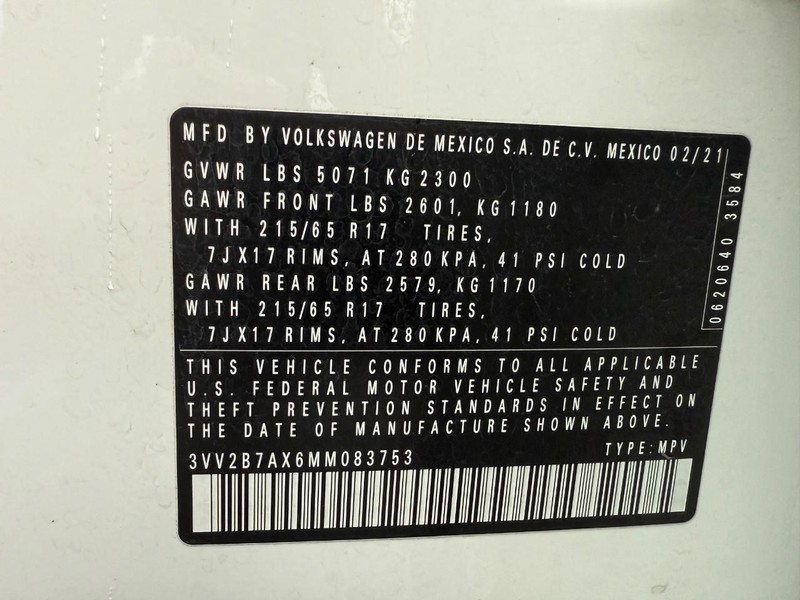 MFD BY VOLKSWAGEN DE MEXICO S.A. DE C.V. MEXICO 02/21
GVWR LBS 5071 KG 2300
GAWR FRONT LBS 2601, KG 1180
WITH 215/65 R17 TIRES,
7J X 17 RIMS, AT 280 KPA, 41 PSI COLD
GAWR REAR LBS 2579, KG 1170
WITH 215/65 R17 TIRES,
7J X 17 RIMS, AT 280 KPA, 41 PSI COLD
0620640 3584
THIS VEHICLE CONFORMS TO ALL APPLICABLE
U.S. FEDERAL MOTOR VEHICLE SAFETY AND
THEFT PREVENTION STANDARDS IN EFFECT ON
THE DATE OF MANUFACTURE SHOWN ABOVE.
3VV2B7AX6MM083753 TYPE: MPV